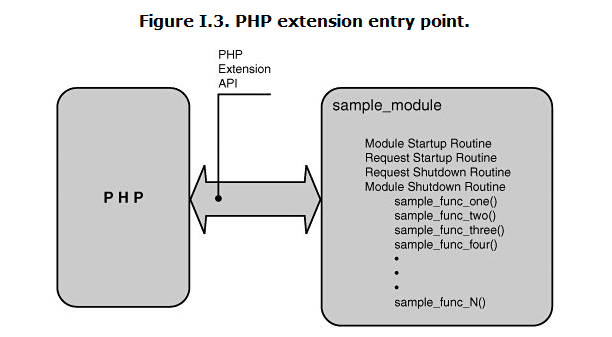 Figure I.3. PHP extension entry point.
PHP
Extension
API
PHP
sample_module
Module Startup Routine
Request Startup Routine
Request Shutdown Routine
Module Shutdown Routine
sample_func_one()
sample_func_two()
sample_func_three()
sample_func_four()
•
•
•
sample_func_N()